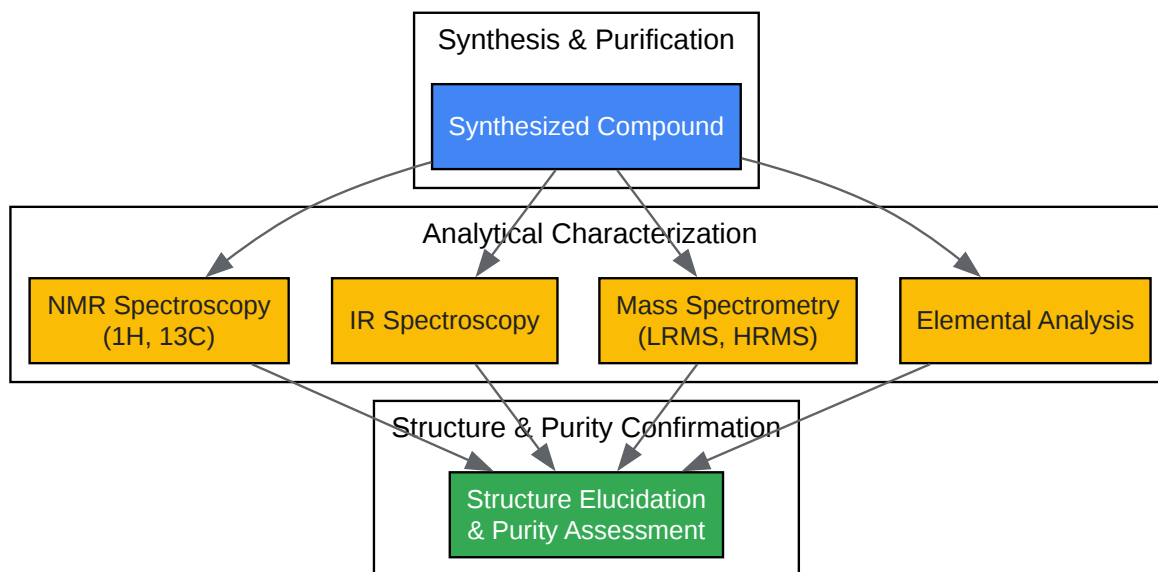 Synthesis & Purification
Synthesized Compound
Analytical Characterization
NMR Spectroscopy
(1H, 13C)
IR Spectroscopy
Mass Spectrometry
(LRMS, HRMS)
Elemental Analysis
Structure & Purity Confirmation
Structure Elucidation
& Purity Assessment